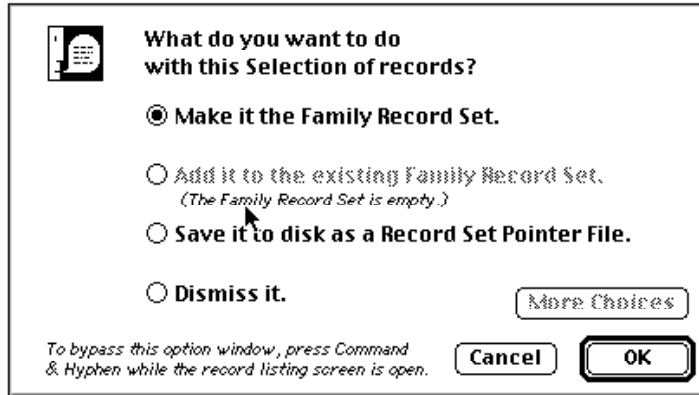 What do you want to do
with this Selection of records?
Make it the Family Record Set.
Add it to the existing Family Record Set.
(The Family Record Set is empty.)
Save it to disk as a Record Set Pointer File.
Dismiss it.
More Choices
To bypass this option window, press Command
& Hyphen while the record listing screen is open.
Cancel
OK